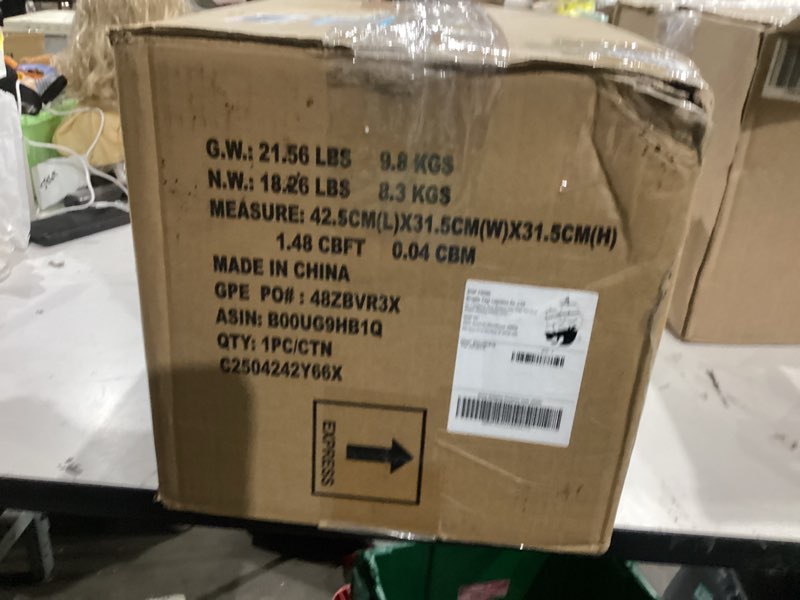 G.W.: 21.56 LBS 9.8 KGS
N.W.: 18.26 LBS 8.3 KGS
MEASURE: 42.5CM(L)X31.5CM(W)X31.5CM(H)
1.48 CBFT 0.04 CBM
MADE IN CHINA
GPE PO# : 48ZBVR3X
ASIN: B00UG9HB1Q
QTY: 1PC/CTN
C2504242Y66X
EXPRESS